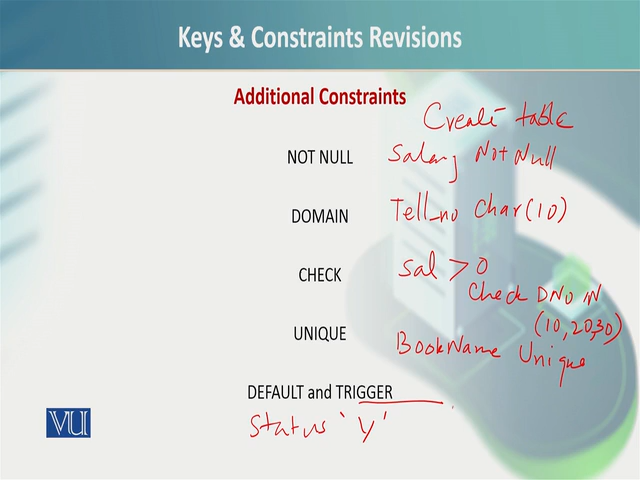 Keys & Constraints Revisions
Additional Constraints
Create table
NOT NULL
Salary Not Null
DOMAIN
Tell_no Char(10)
CHECK
Sal > 0
Check DNO IN
(10,20,30)
UNIQUE
BookName Unique
DEFAULT and TRIGGER
Status 'y'
VU